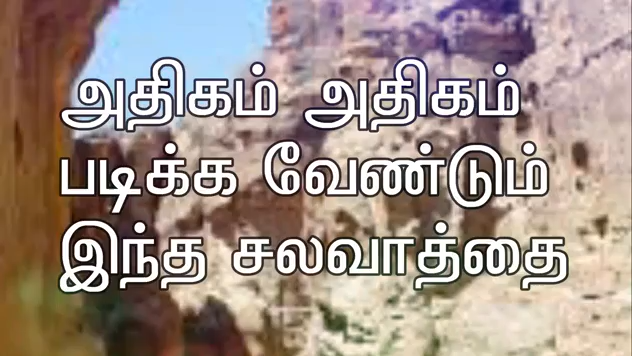 அதிகம் அதிகம்
படிக்க வேண்டும்
இந்த சலவாத்தை